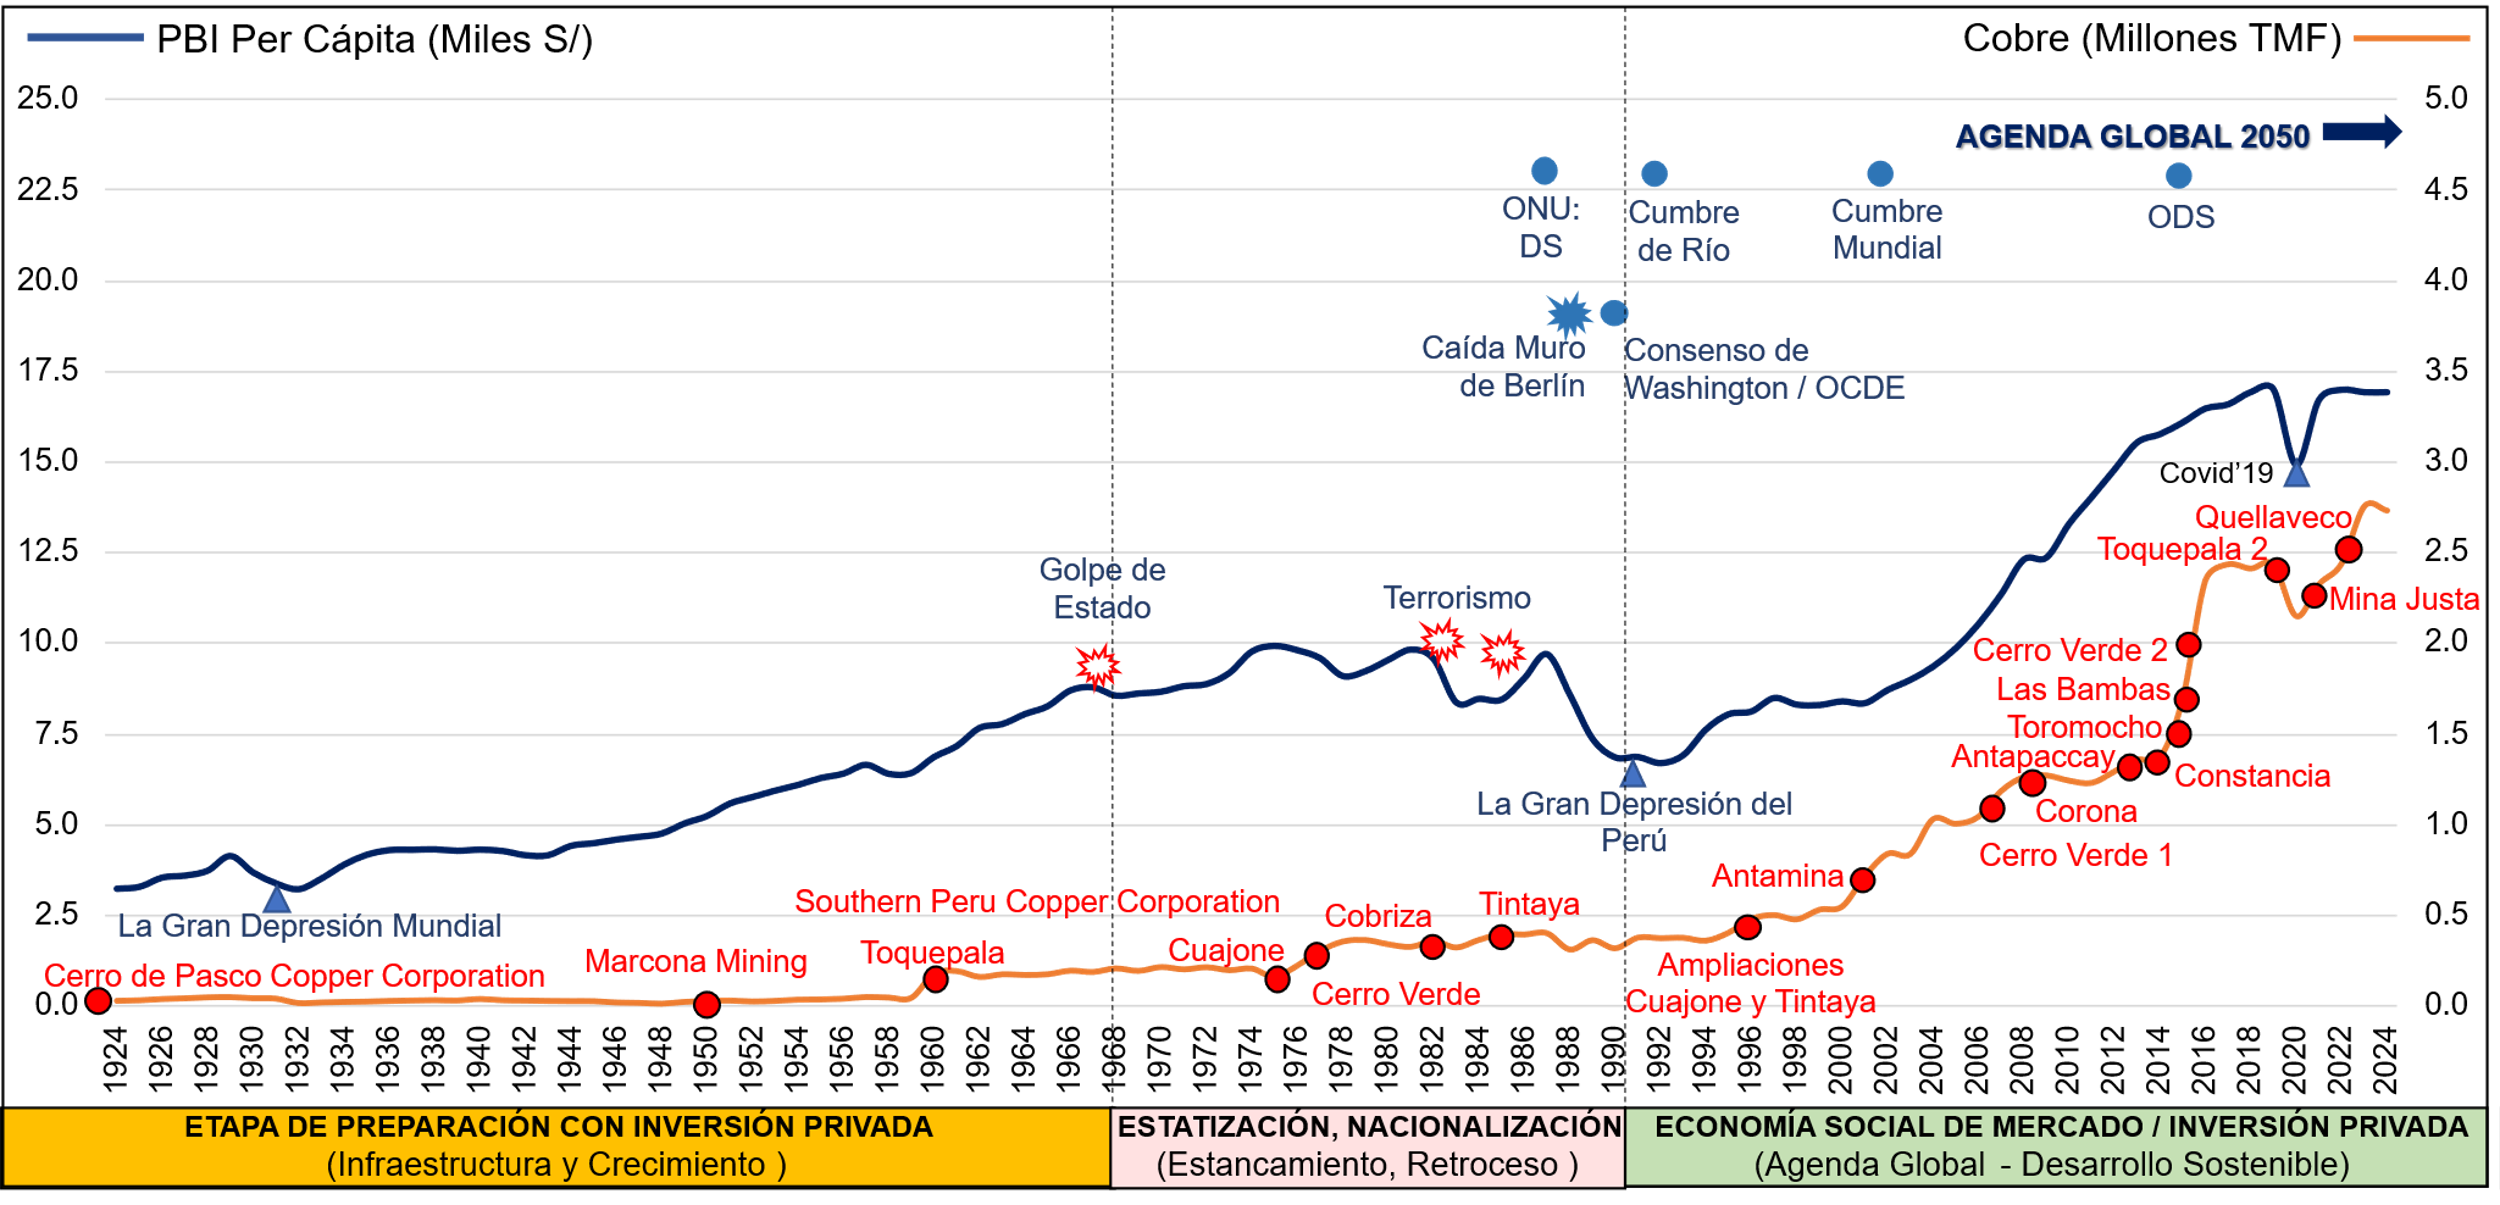 PBI Per Cápita (Miles S/)
Cobre (Millones TMF)
25.0
22.5
20.0
17.5
15.0
12.5
10.0
7.5
5.0
2.5
0.0
5.0
4.5
4.0
3.5
3.0
2.5
2.0
1.5
1.0
0.5
0.0
AGENDA GLOBAL 2050
ONU:
DS
Cumbre
de Río
Cumbre
Mundial
ODS
Caída Muro
de Berlín
Consenso de
Washington / OCDE
Covid’19
Golpe de
Estado
Terrorismo
La Gran Depresión Mundial
La Gran Depresión del
Perú
Quellaveco
Toquepala 2
Mina Justa
Cerro Verde 2
Las Bambas
Toromocho
Antapaccay
Constancia
Corona
Cerro Verde 1
Antamina
Southern Peru Copper Corporation
Cobriza
Tintaya
Cuajone
Toquepala
Marcona Mining
Cerro de Pasco Copper Corporation
Cerro Verde
Ampliaciones
Cuajone y Tintaya
1924
1926
1928
1930
1932
1934
1936
1938
1940
1942
1944
1946
1948
1950
1952
1954
1956
1958
1960
1962
1964
1966
1968
1970
1972
1974
1976
1978
1980
1982
1984
1986
1988
1990
1992
1994
1996
1998
2000
2002
2004
2006
2008
2010
2012
2014
2016
2018
2020
2022
2024
ETAPA DE PREPARACIÓN CON INVERSIÓN PRIVADA
(Infraestructura y Crecimiento )
ESTATIZACIÓN, NACIONALIZACIÓN
(Estancamiento, Retroceso )
ECONOMÍA SOCIAL DE MERCADO / INVERSIÓN PRIVADA
(Agenda Global - Desarrollo Sostenible)